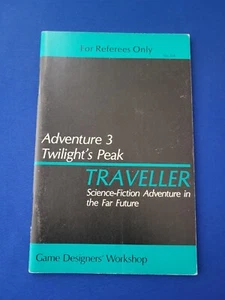 For Referees Only
Adventure 3
Twilight's Peak
TRAVELLER
Science-Fiction Adventure in
the Far Future
Game Designers' Workshop